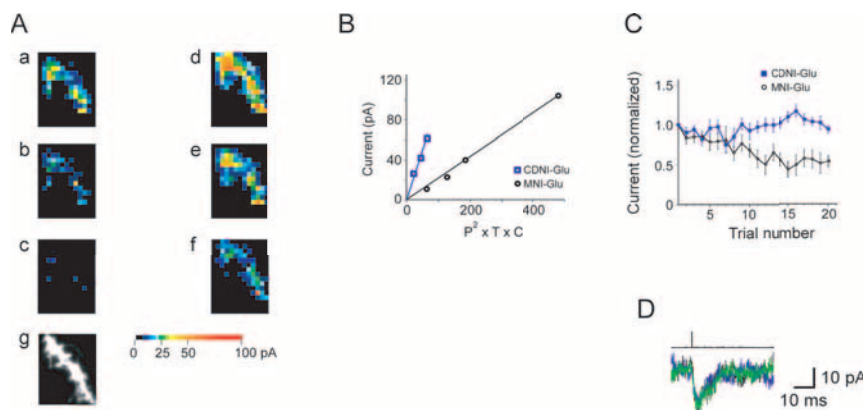 A
a
d
b
e
c
f
g
0 25 50 100 pA
B
120
80
40
0
Current (pA)
CDNI-Glu
MNI-Glu
0 200 400
P² x T x C
C
CDNI-Glu
MNI-Glu
1.5
1.0
0.5
0
Current (normalized)
5 10 15 20
Trial number
D
10 pA
10 ms